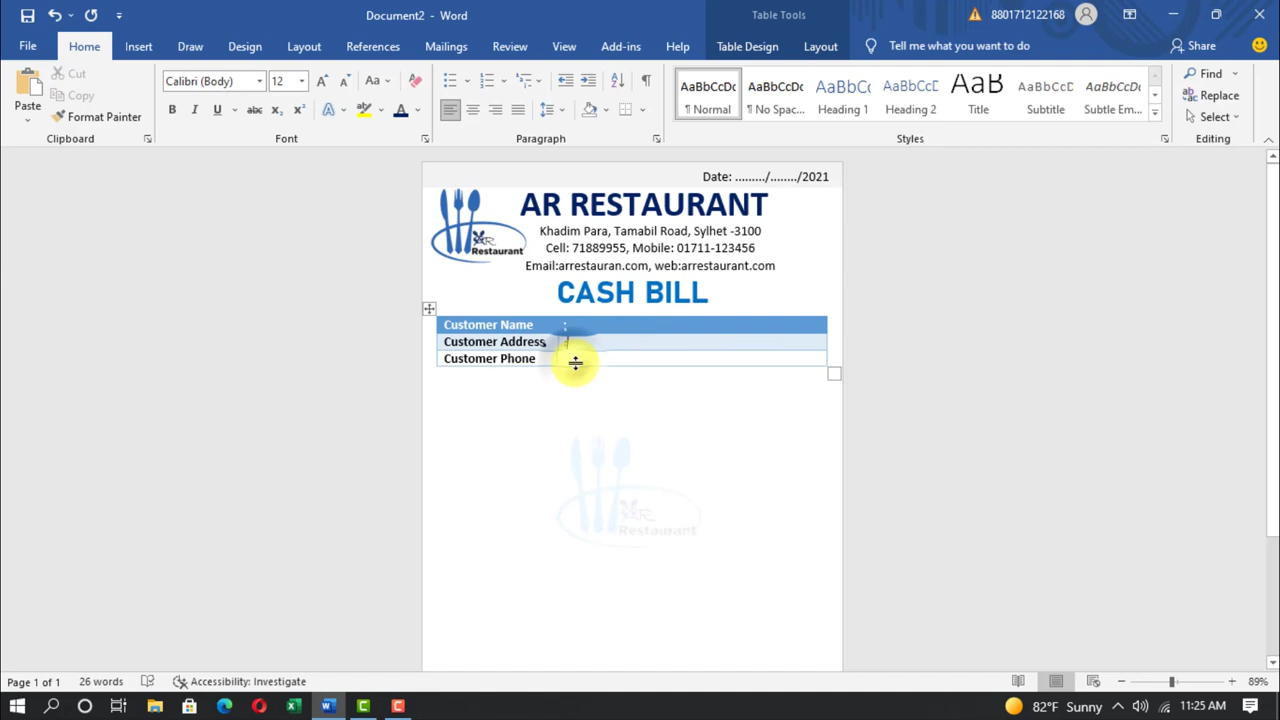 Document2 - Word
Table Tools
8801712122168
File Home Insert Draw Design Layout References Mailings Review View Add-ins Help Table Design Layout Tell me what you want to do Share
Paste
Cut
Copy
Format Painter
Clipboard
Calibri (Body) 12
Font
Paragraph
AaBbCcDc AaBbCcDc AaBbCc AaBbCcD AaB AaBbCcD AaBbCcDc
¶ Normal ¶ No Spac... Heading 1 Heading 2 Title Subtitle Subtle Em...
Styles
Find
Replace
Select
Editing
Date: ........./......../2021
AR RESTAURANT
Khadim Para, Tamabil Road, Sylhet -3100
Cell: 71889955, Mobile: 01711-123456
Email:arrestauran.com, web:arrestaurant.com
AR
Restaurant
CASH BILL
Customer Name :
Customer Address :
Customer Phone
AR
Restaurant
Page 1 of 1 26 words Accessibility: Investigate 89%
82°F Sunny 11:25 AM